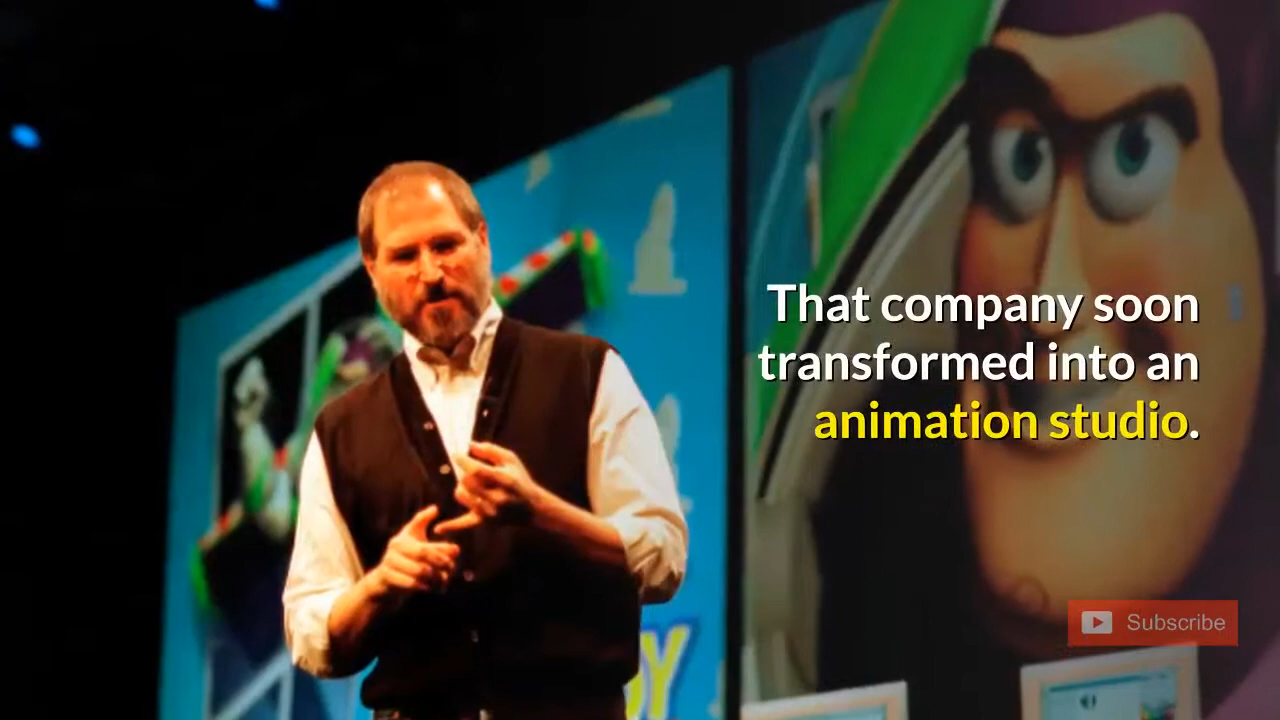 That company soon
transformed into an
animation studio.
Subscribe